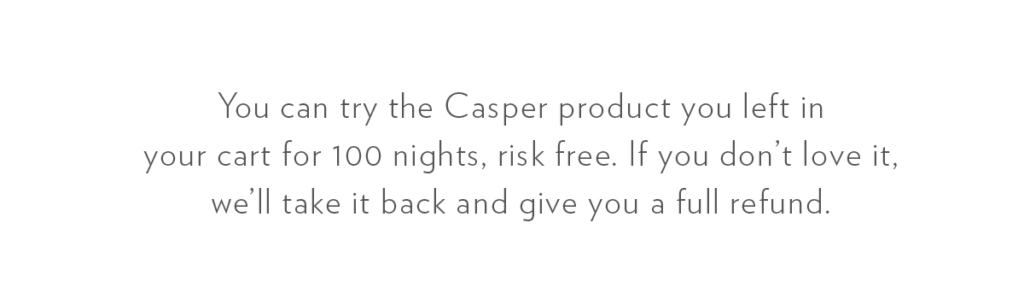 You can try the Casper product you left in
your cart for 100 nights, risk free. If you don’t love it,
we’ll take it back and give you a full refund.